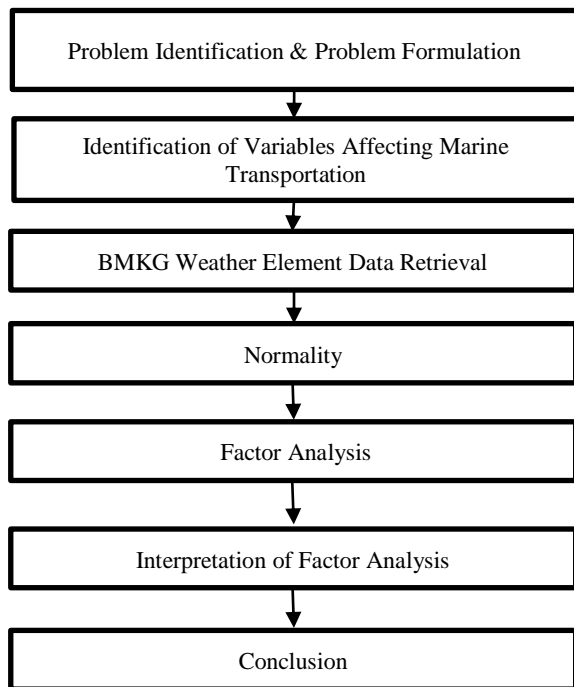 Problem Identification & Problem Formulation
Identification of Variables Affecting Marine
Transportation
BMKG Weather Element Data Retrieval
Normality
Factor Analysis
Interpretation of Factor Analysis
Conclusion